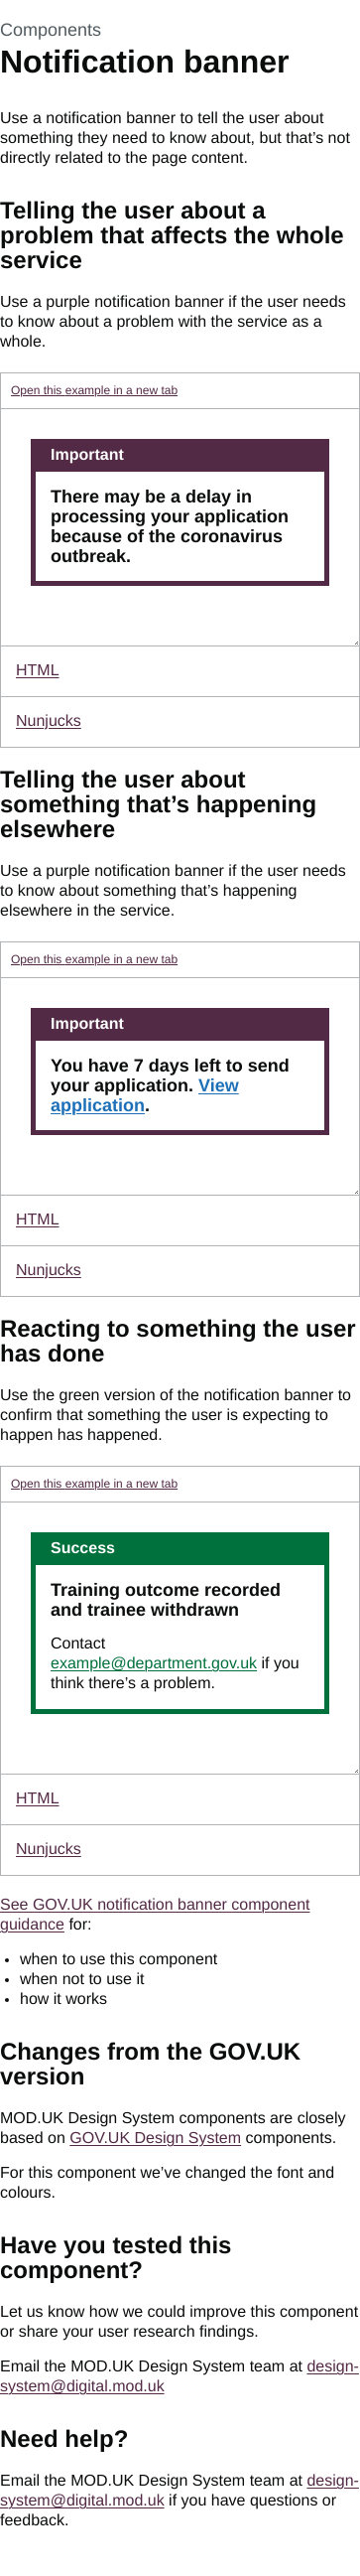 Components
Notification banner
Use a notification banner to tell the user about
something they need to know about, but that’s not
directly related to the page content.
Telling the user about a
problem that affects the whole
service
Use a purple notification banner if the user needs
to know about a problem with the service as a
whole.
Open this example in a new tab
Important
There may be a delay in
processing your application
because of the coronavirus
outbreak.
HTML
Nunjucks
Telling the user about
something that’s happening
elsewhere
Use a purple notification banner if the user needs
to know about something that’s happening
elsewhere in the service.
Open this example in a new tab
Important
You have 7 days left to send
your application. View
application.
HTML
Nunjucks
Reacting to something the user
has done
Use the green version of the notification banner to
confirm that something the user is expecting to
happen has happened.
Open this example in a new tab
Success
Training outcome recorded
and trainee withdrawn
Contact
example@department.gov.uk if you
think there’s a problem.
HTML
Nunjucks
See GOV.UK notification banner component
guidance for:
• when to use this component
• when not to use it
• how it works
Changes from the GOV.UK
version
MOD.UK Design System components are closely
based on GOV.UK Design System components.
For this component we’ve changed the font and
colours.
Have you tested this
component?
Let us know how we could improve this component
or share your user research findings.
Email the MOD.UK Design System team at design-
system@digital.mod.uk
Need help?
Email the MOD.UK Design System team at design-
system@digital.mod.uk if you have questions or
feedback.